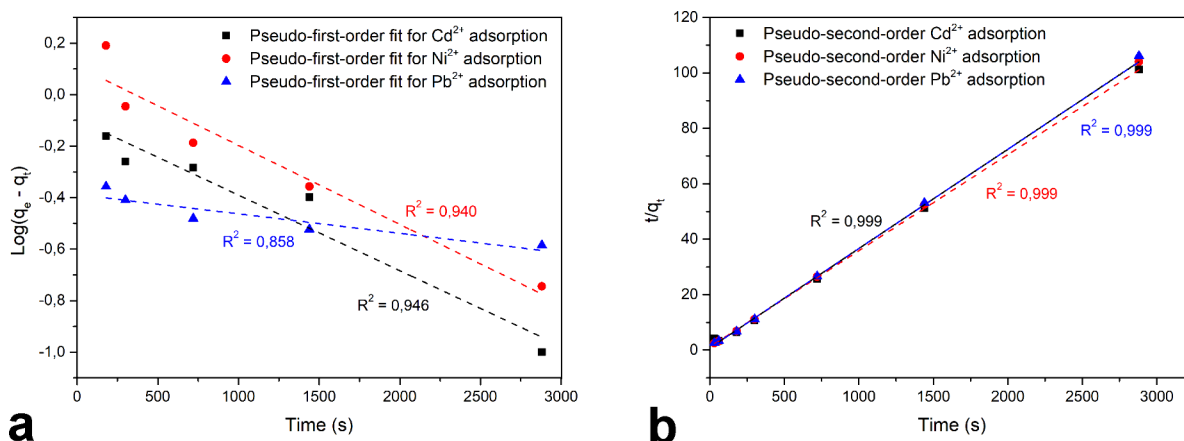 0,2
0,0
-0,2
-0,4
-0,6
-0,8
-1,0
Log(qe - qt)
Pseudo-first-order fit for Cd2+ adsorption
Pseudo-first-order fit for Ni2+ adsorption
Pseudo-first-order fit for Pb2+ adsorption
R2 = 0,940
R2 = 0,858
R2 = 0,946
0 500 1000 1500 2000 2500 3000
Time (s)
a
120
100
80
60
40
20
0
t/qt
Pseudo-second-order Cd2+ adsorption
Pseudo-second-order Ni2+ adsorption
Pseudo-second-order Pb2+ adsorption
R2 = 0,999
R2 = 0,999
R2 = 0,999
0 500 1000 1500 2000 2500 3000
Time (s)
b